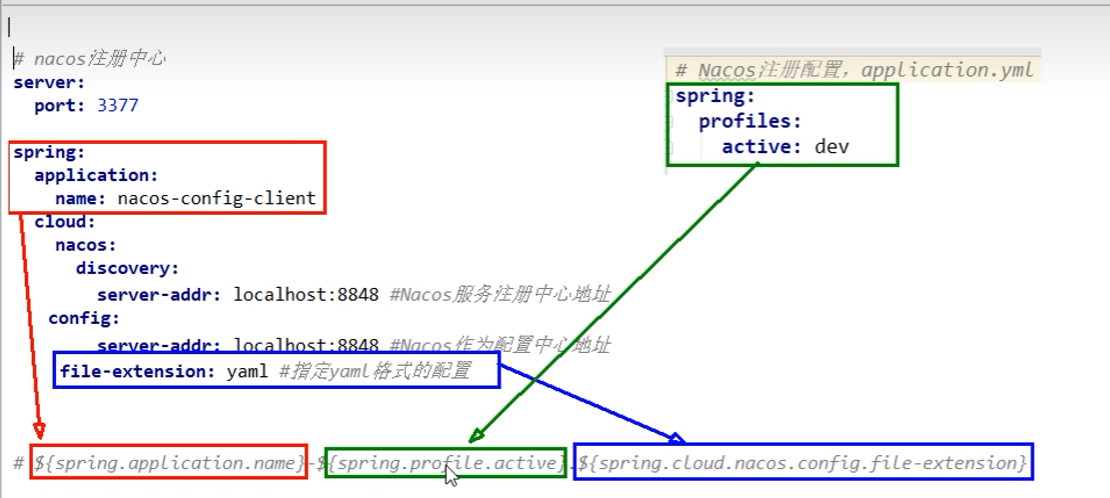 # nacos注册中心
server:
port: 3377
spring:
application:
name: nacos-config-client
cloud:
nacos:
discovery:
server-addr: localhost:8848 #Nacos服务注册中心地址
config:
server-addr: localhost:8848 #Nacos作为配置中心地址
file-extension: yaml #指定yaml格式的配置
# Nacos注册配置，application.yml
spring:
profiles:
active: dev
# ${spring.application.name}-${spring.profile.active}.${spring.cloud.nacos.config.file-extension}